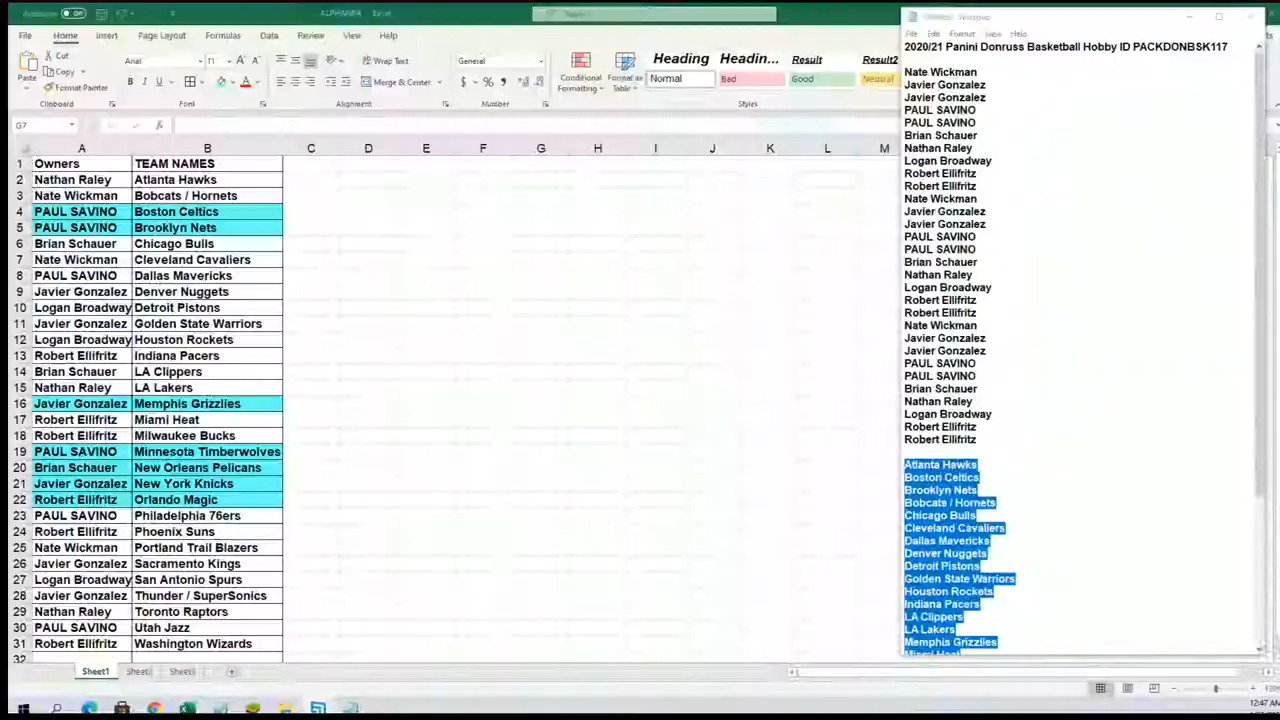 AutoSave Off ALPHABER - Excel
File Home Insert Page Layout Formulas Data Review View Help
Cut
Copy
Format Painter
Paste
Clipboard
Arial 11
Font
Wrap Text
Merge & Center
Alignment
General
Number
Conditional Formatting
Format as Table
Heading Headin... Result Result2
Normal Bad Good Neutral
Styles
G7
A B C D E F G H I J K L M
1 Owners TEAM NAMES
2 Nathan Raley Atlanta Hawks
3 Nate Wickman Bobcats / Hornets
4 PAUL SAVINO Boston Celtics
5 PAUL SAVINO Brooklyn Nets
6 Brian Schauer Chicago Bulls
7 Nate Wickman Cleveland Cavaliers
8 PAUL SAVINO Dallas Mavericks
9 Javier Gonzalez Denver Nuggets
10 Logan Broadway Detroit Pistons
11 Javier Gonzalez Golden State Warriors
12 Logan Broadway Houston Rockets
13 Robert Ellifritz Indiana Pacers
14 Brian Schauer LA Clippers
15 Nathan Raley LA Lakers
16 Javier Gonzalez Memphis Grizzlies
17 Robert Ellifritz Miami Heat
18 Robert Ellifritz Milwaukee Bucks
19 PAUL SAVINO Minnesota Timberwolves
20 Brian Schauer New Orleans Pelicans
21 Javier Gonzalez New York Knicks
22 Robert Ellifritz Orlando Magic
23 PAUL SAVINO Philadelphia 76ers
24 Robert Ellifritz Phoenix Suns
25 Nate Wickman Portland Trail Blazers
26 Javier Gonzalez Sacramento Kings
27 Logan Broadway San Antonio Spurs
28 Javier Gonzalez Thunder / SuperSonics
29 Nathan Raley Toronto Raptors
30 PAUL SAVINO Utah Jazz
31 Robert Ellifritz Washington Wizards
32
Sheet1
File Edit Format View Help
2020/21 Panini Donruss Basketball Hobby ID PACKDONBSK117
Nate Wickman
Javier Gonzalez
Javier Gonzalez
PAUL SAVINO
PAUL SAVINO
Brian Schauer
Nathan Raley
Logan Broadway
Robert Ellifritz
Robert Ellifritz
Nate Wickman
Javier Gonzalez
Javier Gonzalez
PAUL SAVINO
PAUL SAVINO
Brian Schauer
Nathan Raley
Logan Broadway
Robert Ellifritz
Robert Ellifritz
Nate Wickman
Javier Gonzalez
Javier Gonzalez
PAUL SAVINO
PAUL SAVINO
Brian Schauer
Nathan Raley
Logan Broadway
Robert Ellifritz
Robert Ellifritz
Atlanta Hawks
Boston Celtics
Brooklyn Nets
Bobcats / Hornets
Chicago Bulls
Cleveland Cavaliers
Dallas Mavericks
Denver Nuggets
Detroit Pistons
Golden State Warriors
Houston Rockets
Indiana Pacers
LA Clippers
LA Lakers
Memphis Grizzlies
Miami Heat
12:47 AM